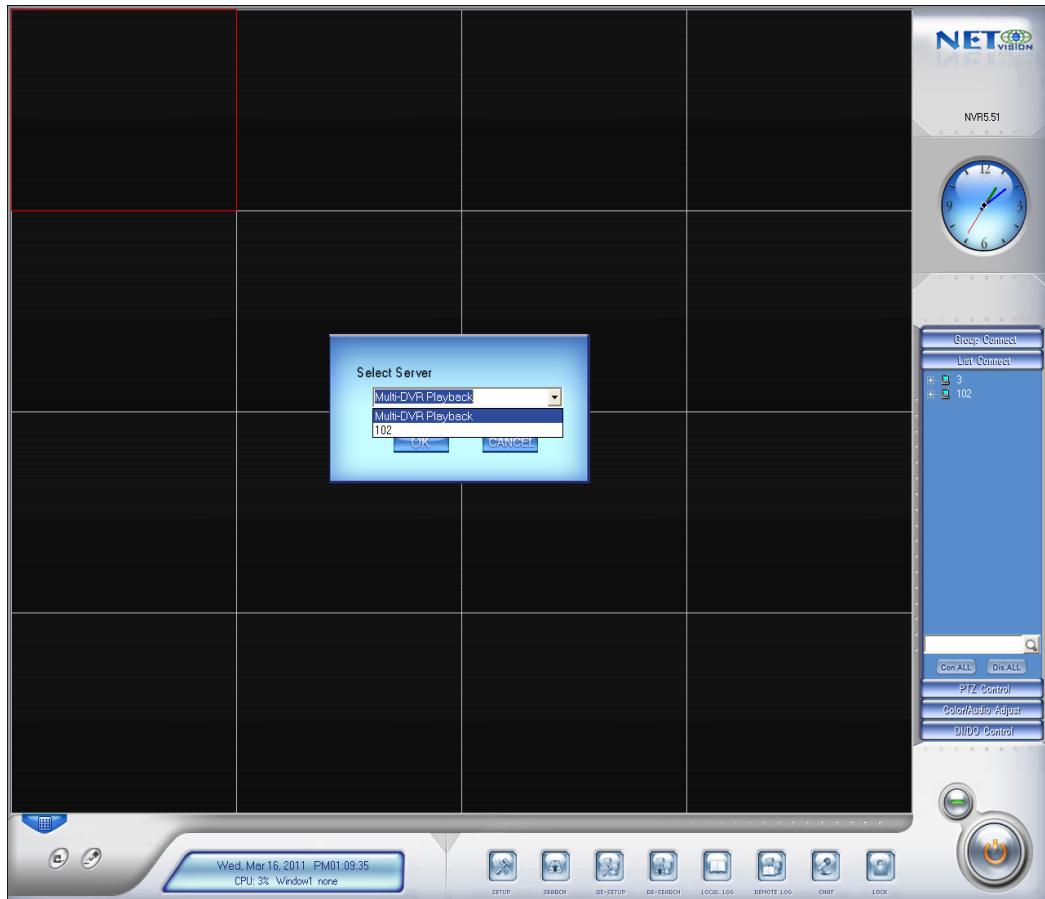 NET VISION
NVR5.51
12
9
3
6
Group Connect
List Connect
3
102
Select Server
Multi-DVR Playback
Multi-DVR Playback
102
OK CANCEL
Con.ALL Dis.ALL
PTZ Control
Color/Audio Adjust
DI/DO Control
Wed, Mar 16, 2011 PM01:09:35
CPU: 3% Window1 none
SETUP SEARCH RE-SETUP RE-SEARCH LOCAL LOG REMOTE LOG CHAT LOCK